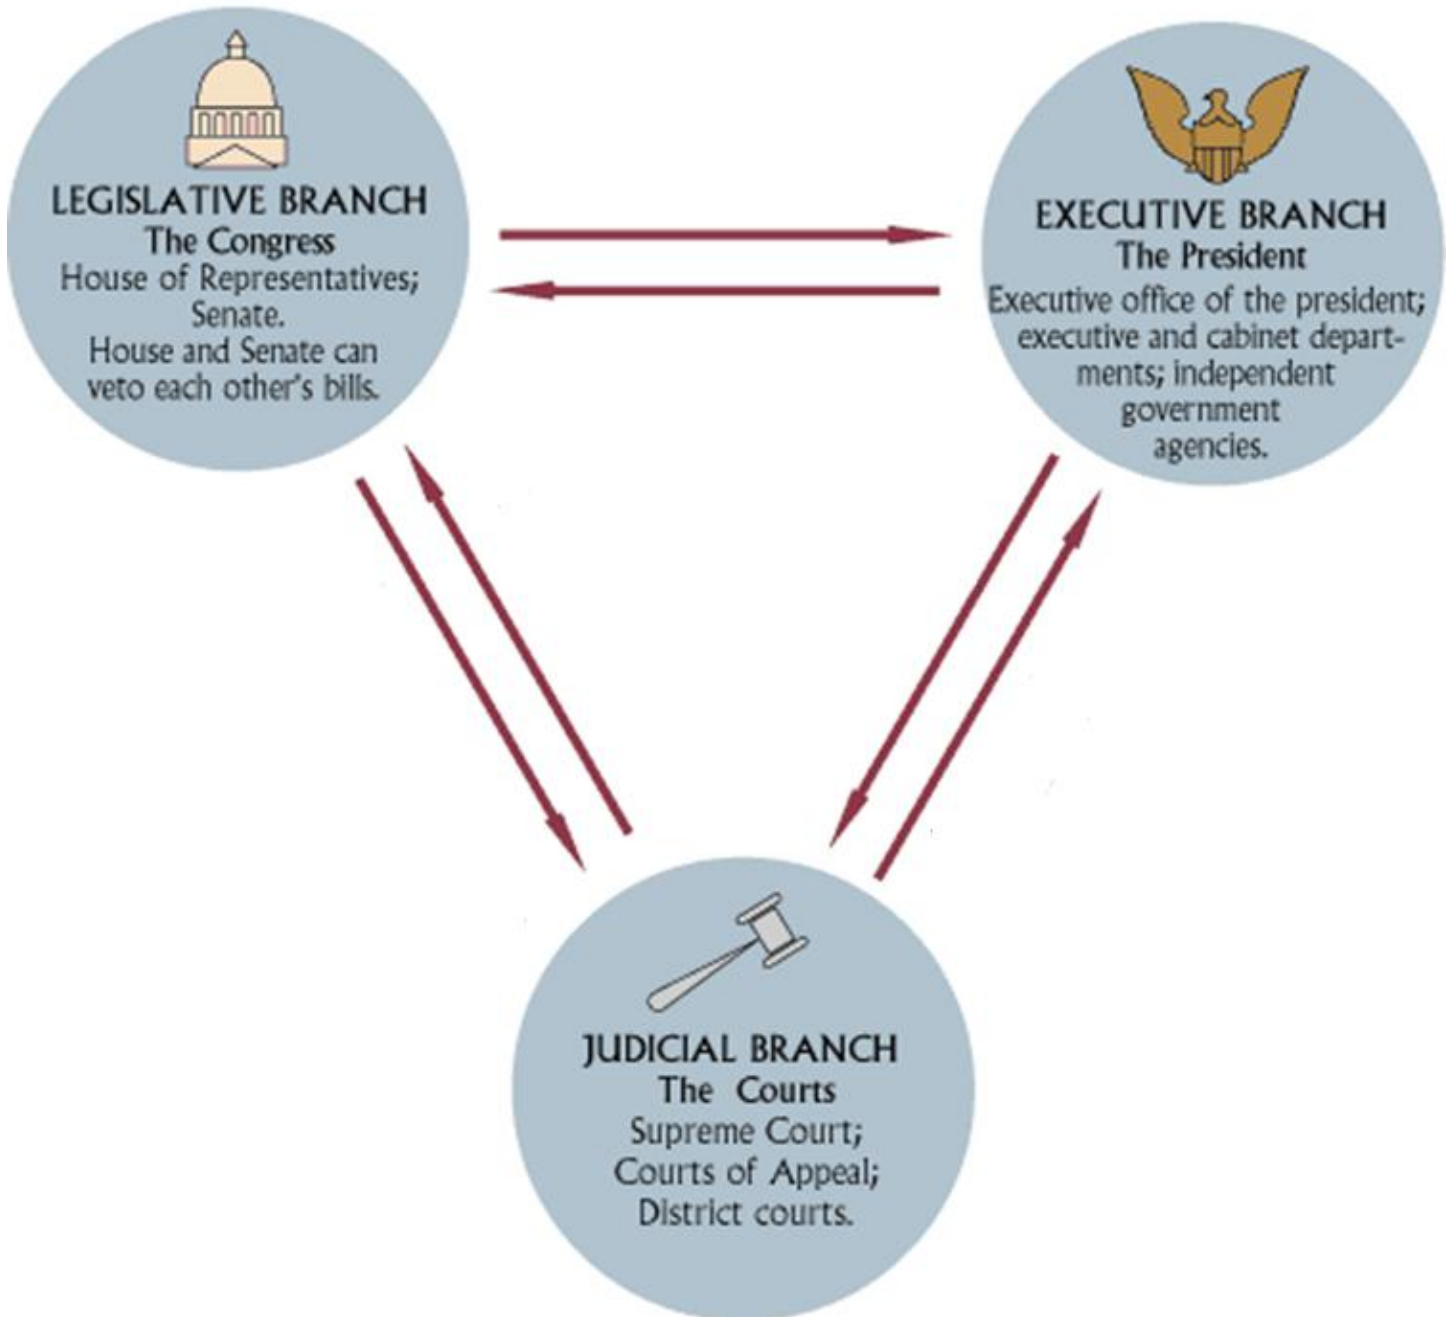 LEGISLATIVE BRANCH
The Congress
House of Representatives;
Senate.
House and Senate can
veto each other's bills.
EXECUTIVE BRANCH
The President
Executive office of the president;
executive and cabinet depart-
ments; independent
government
agencies.
JUDICIAL BRANCH
The Courts
Supreme Court;
Courts of Appeal;
District courts.